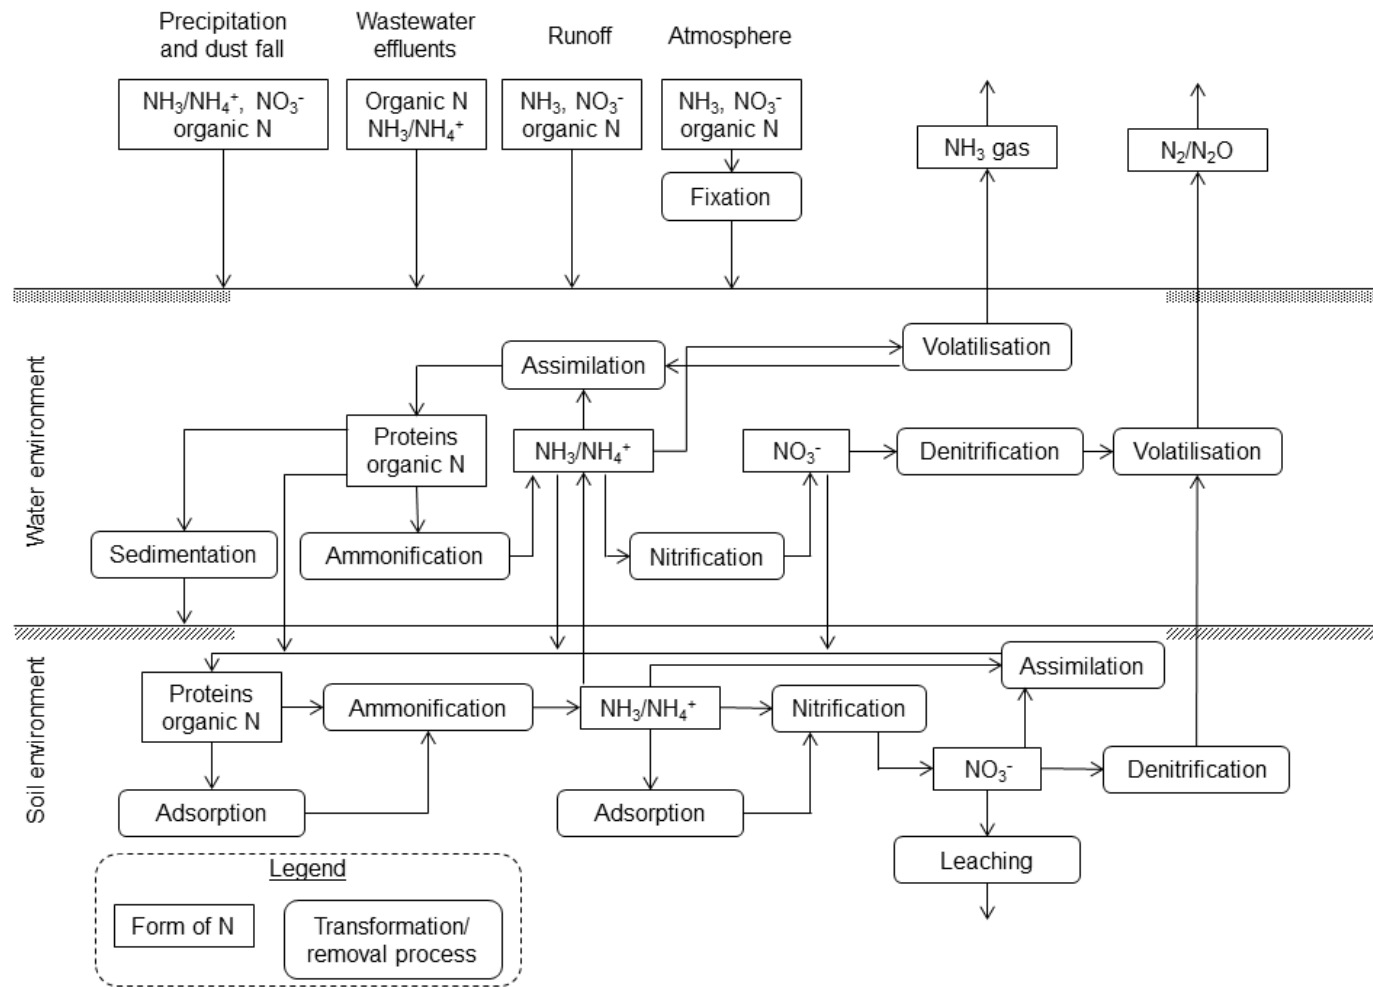 Precipitation
and dust fall
Wastewater
effluents
Runoff
Atmosphere
NH₃/NH₄⁺, NO₃⁻
organic N
Organic N
NH₃/NH₄⁺
NH₃, NO₃⁻
organic N
NH₃, NO₃⁻
organic N
NH₃ gas
N₂/N₂O
Fixation
Water environment
Volatilisation
Assimilation
Proteins
organic N
NH₃/NH₄⁺
NO₃⁻
Denitrification
Volatilisation
Sedimentation
Ammonification
Nitrification
Soil environment
Assimilation
Proteins
organic N
Ammonification
NH₃/NH₄⁺
Nitrification
NO₃⁻
Denitrification
Adsorption
Adsorption
Leaching
Legend
Form of N
Transformation/
removal process